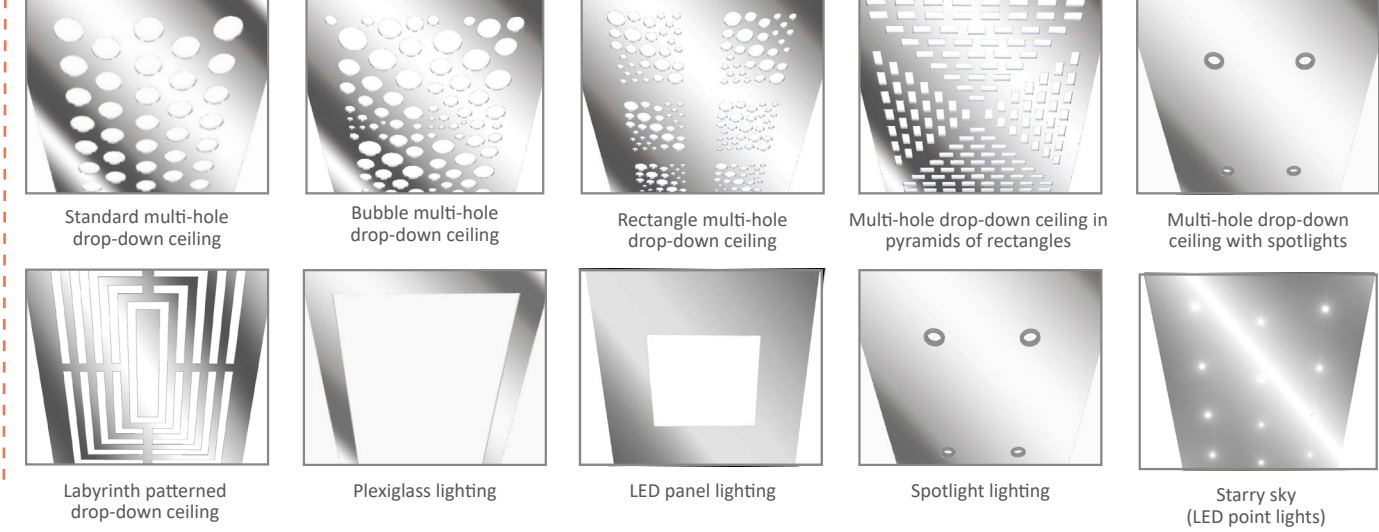 Standard multi-hole
drop-down ceiling
Bubble multi-hole
drop-down ceiling
Rectangle multi-hole
drop-down ceiling
Multi-hole drop-down ceiling in
pyramids of rectangles
Multi-hole drop-down
ceiling with spotlights
Labyrinth patterned
drop-down ceiling
Plexiglass lighting
LED panel lighting
Spotlight lighting
Starry sky
(LED point lights)